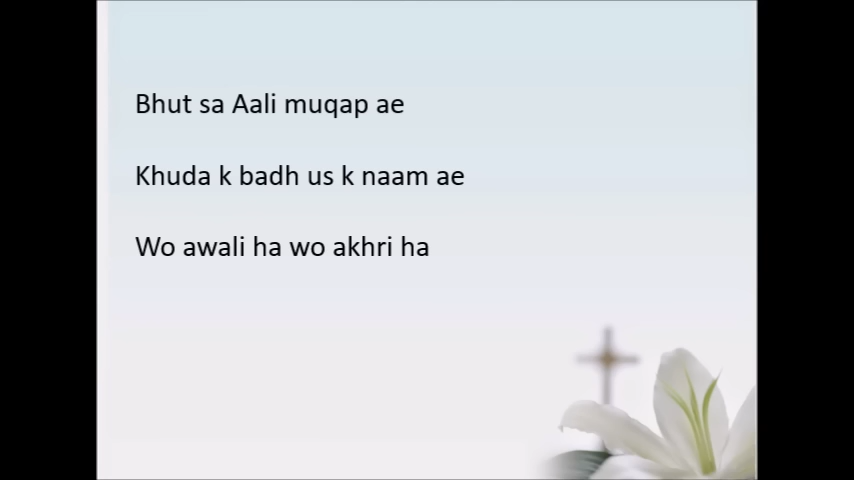 Bhut sa Aali muqap ae
Khuda k badh us k naam ae
Wo awali ha wo akhri ha